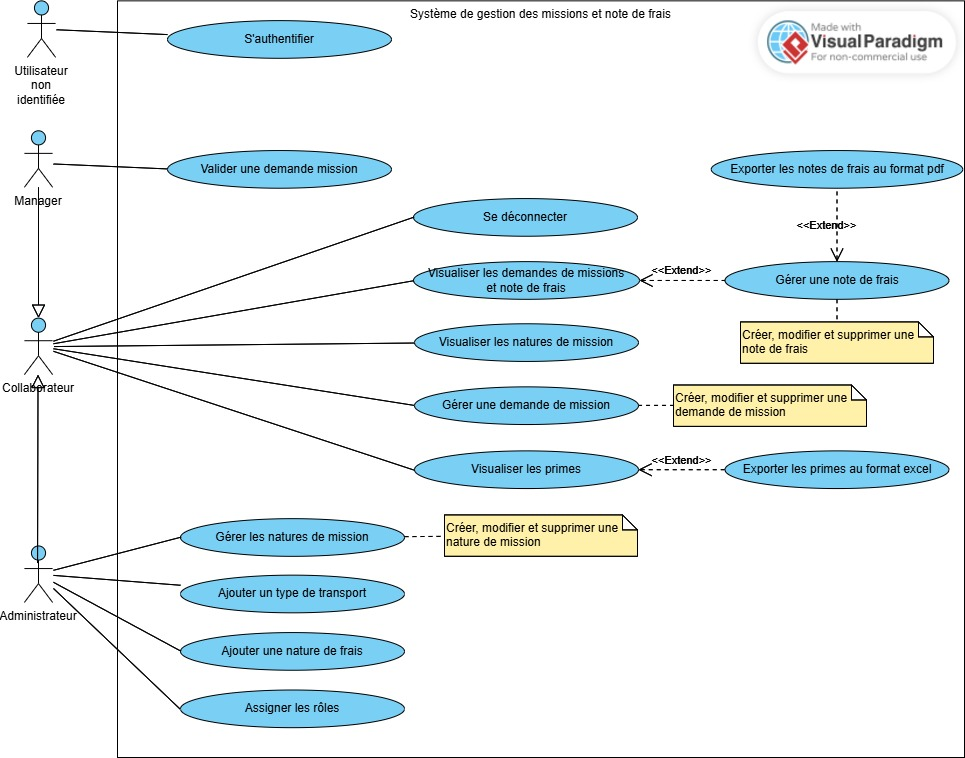 Système de gestion des missions et note de frais
Made with
VisualParadigm
For non-commercial use
S'authentifier
Utilisateur
non
identifiée
Valider une demande mission
Manager
Exporter les notes de frais au format pdf
Se déconnecter
<<Extend>>
Visualiser les demandes de missions
et note de frais
<<Extend>>
Gérer une note de frais
Créer, modifier et supprimer une
note de frais
Visualiser les natures de mission
Collaborateur
Gérer une demande de mission
Créer, modifier et supprimer une
demande de mission
Visualiser les primes
<<Extend>>
Exporter les primes au format excel
Gérer les natures de mission
Créer, modifier et supprimer une
nature de mission
Ajouter un type de transport
Administrateur
Ajouter une nature de frais
Assigner les rôles